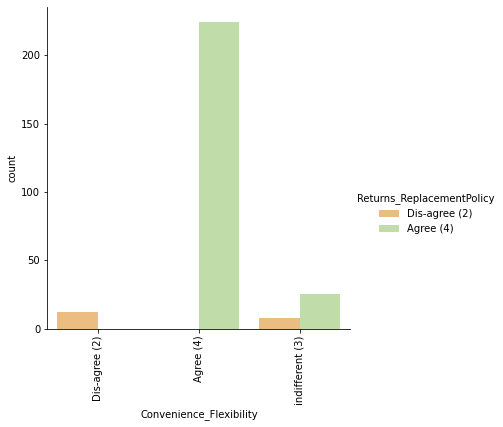 200
150
100
50
0
count
Dis-agree (2)
Agree (4)
indifferent (3)
Convenience_Flexibility
Returns_ReplacementPolicy
Dis-agree (2)
Agree (4)